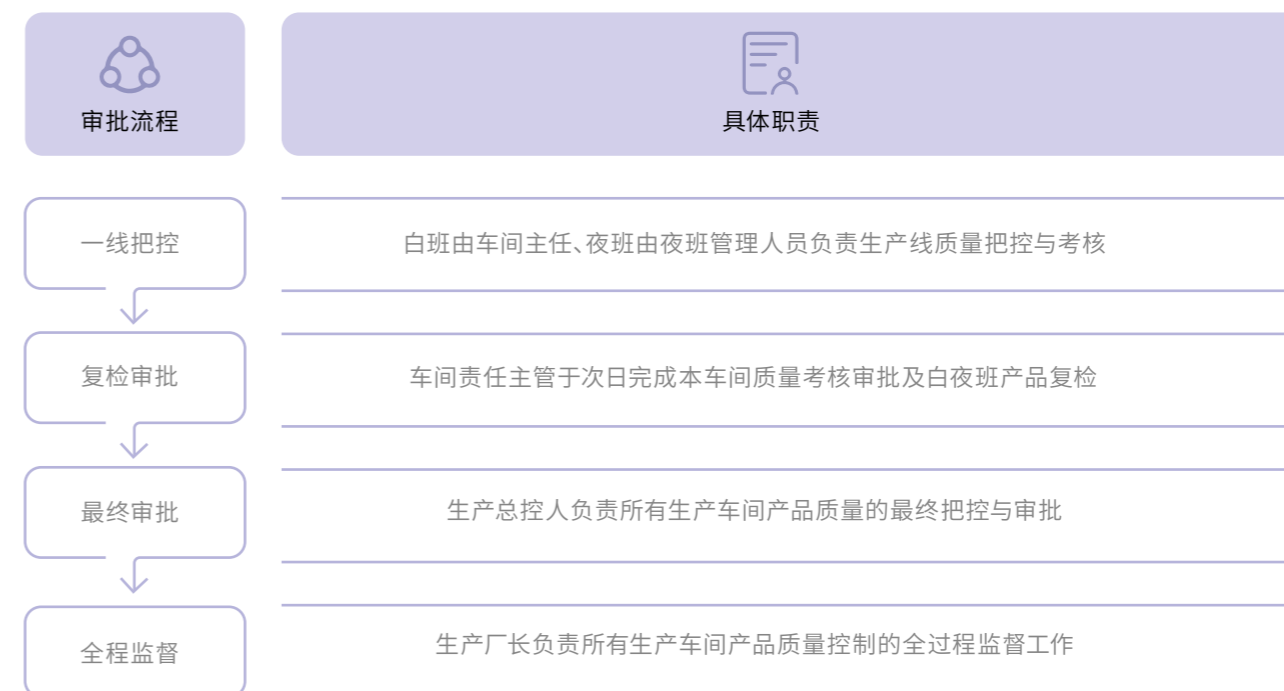 审批流程
具体职责
一线把控
白班由车间主任、夜班由夜班管理人员负责生产线质量把控与考核
复检审批
车间责任主管于次日完成本车间质量考核审批及白夜班产品复检
最终审批
生产总控人负责所有生产车间产品质量的最终把控与审批
全程监督
生产厂长负责所有生产车间产品质量控制的全过程监督工作